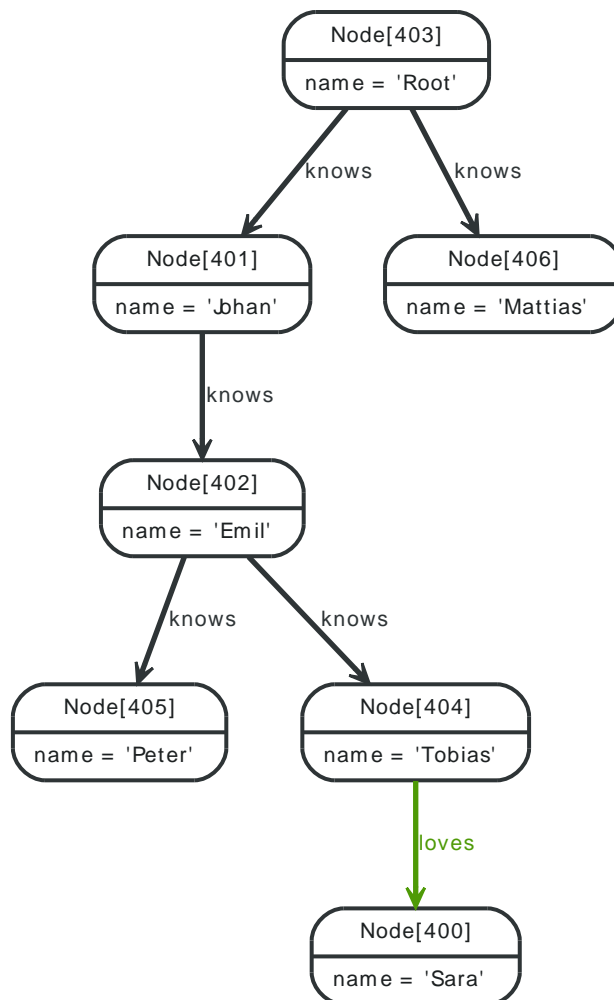 Node[403]
name = 'Root'
knows
knows
Node[401]
Node[406]
name = 'Johan'
name = 'Mattias'
knows
Node[402]
name = 'Emil'
knows
knows
Node[405]
Node[404]
name = 'Peter'
name = 'Tobias'
loves
Node[400]
name = 'Sara'